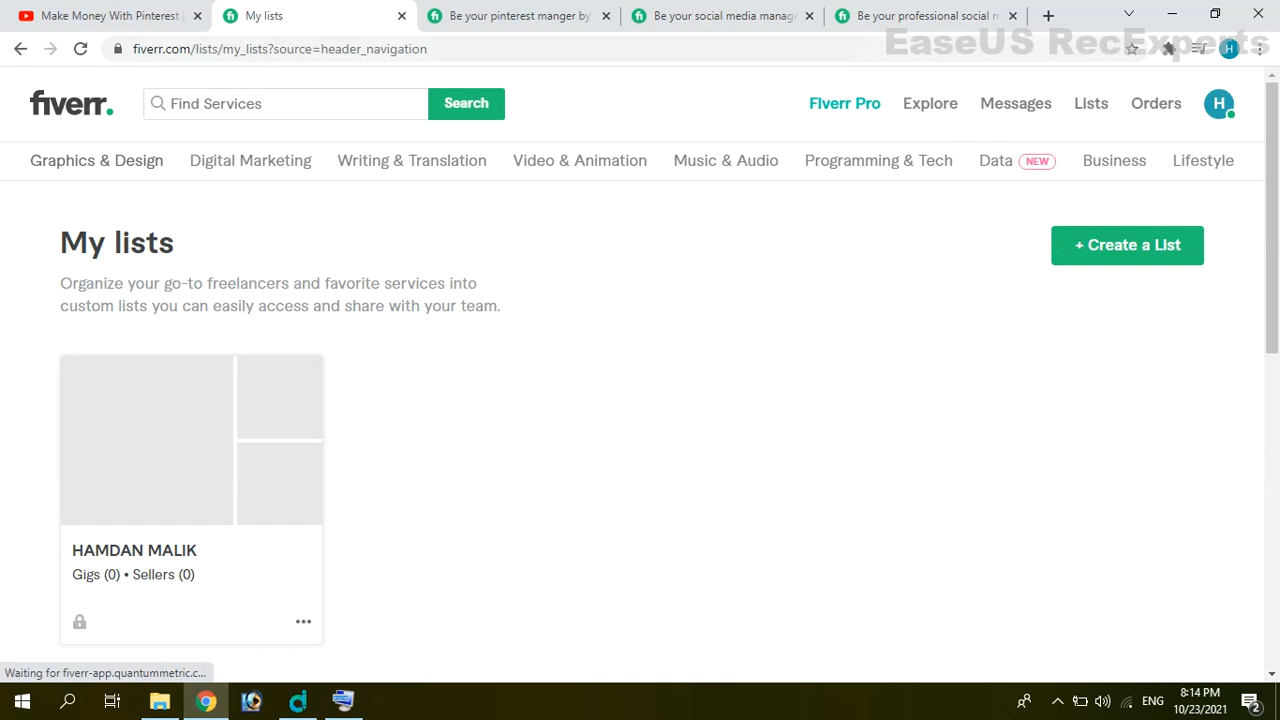 Make Money With Pinterest
My lists
Be your pinterest manger by
Be your social media manag
Be your professional social m
fiverr.com/lists/my_lists?source=header_navigation
EaseUS RecExperts
H
fiverr.
Find Services
Search
Fiverr Pro
Explore
Messages
Lists
Orders
H
Graphics & Design
Digital Marketing
Writing & Translation
Video & Animation
Music & Audio
Programming & Tech
Data NEW
Business
Lifestyle
My lists
+ Create a List
Organize your go-to freelancers and favorite services into
custom lists you can easily access and share with your team.
HAMDAN MALIK
Gigs (0) • Sellers (0)
Waiting for fiverr-app.quantummetric.c...
ENG
8:14 PM
10/23/2021
2